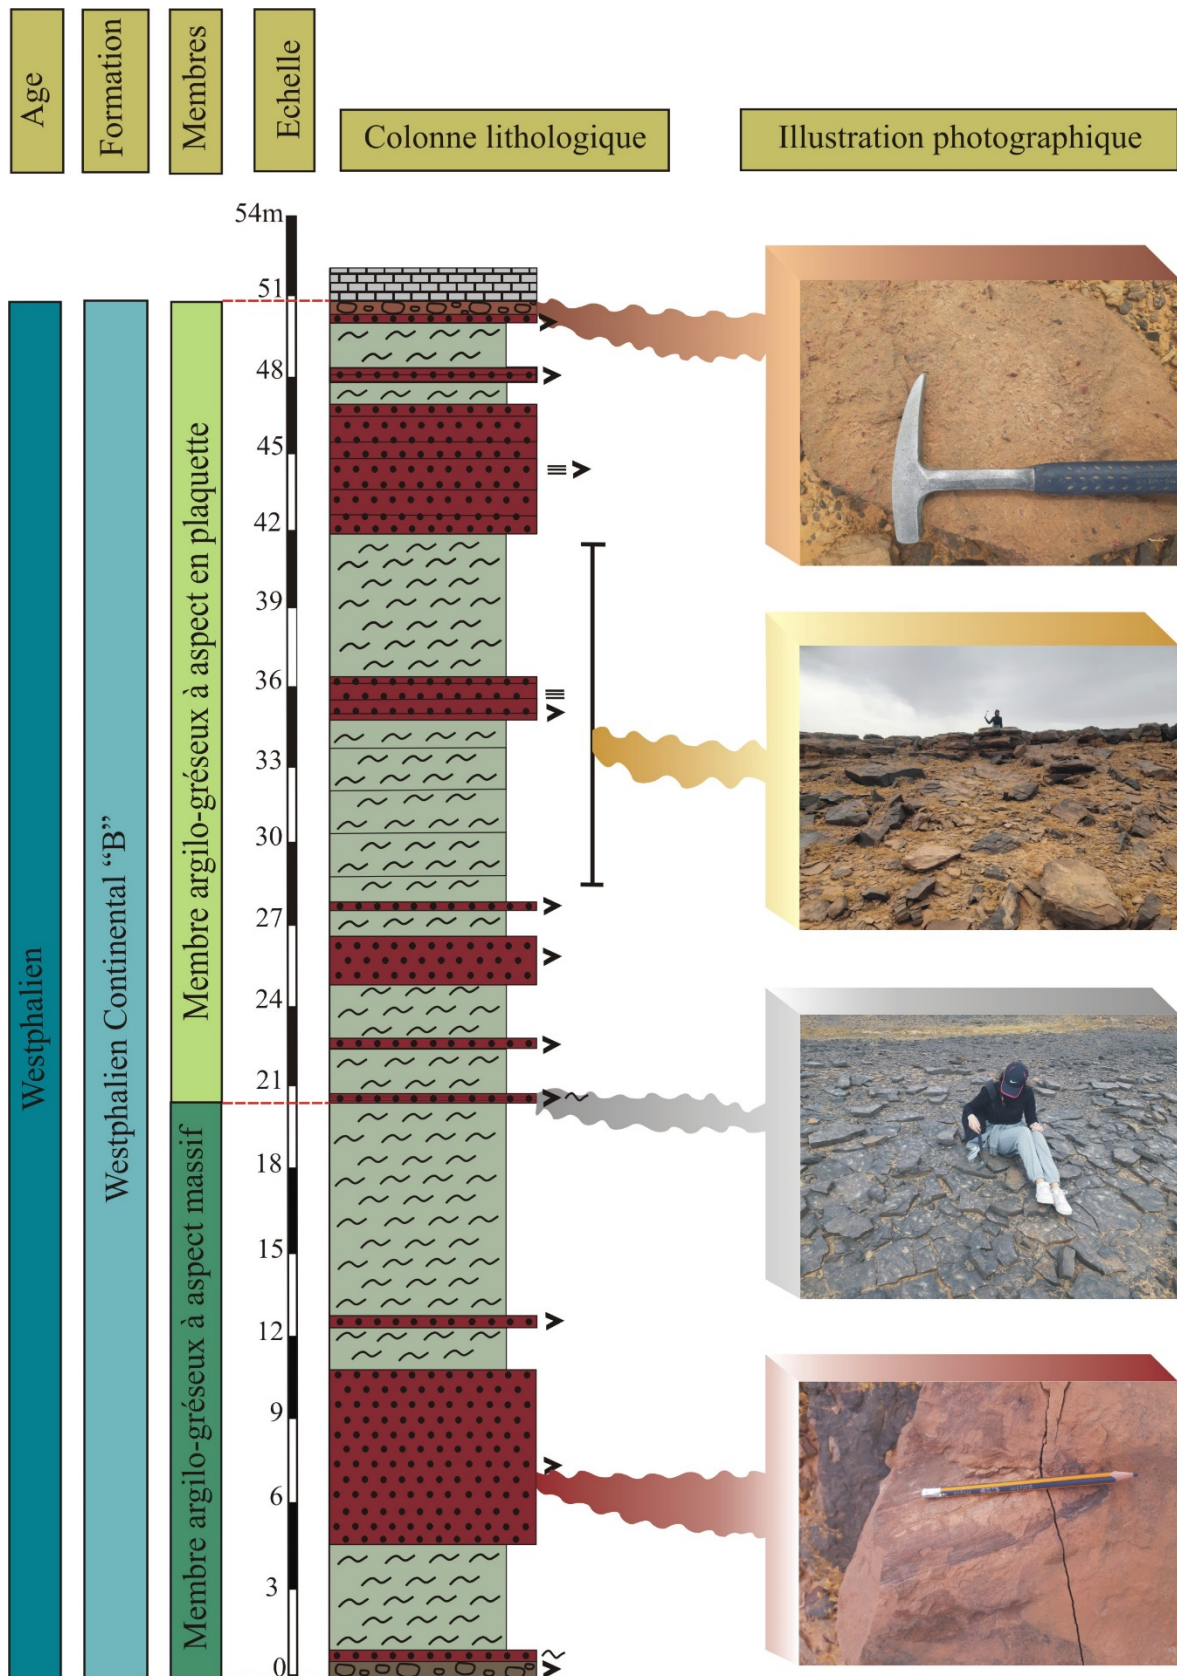 Age
Formation
Membres
Echelle
Colonne lithologique
Illustration photographique
54m
51
48
45
42
39
36
33
30
27
24
21
18
15
12
9
6
3
0
Westphalien
Westphalien Continental “B”
Membre argilo-gréseux à aspect en plaquette
Membre argilo-gréseux à aspect massif